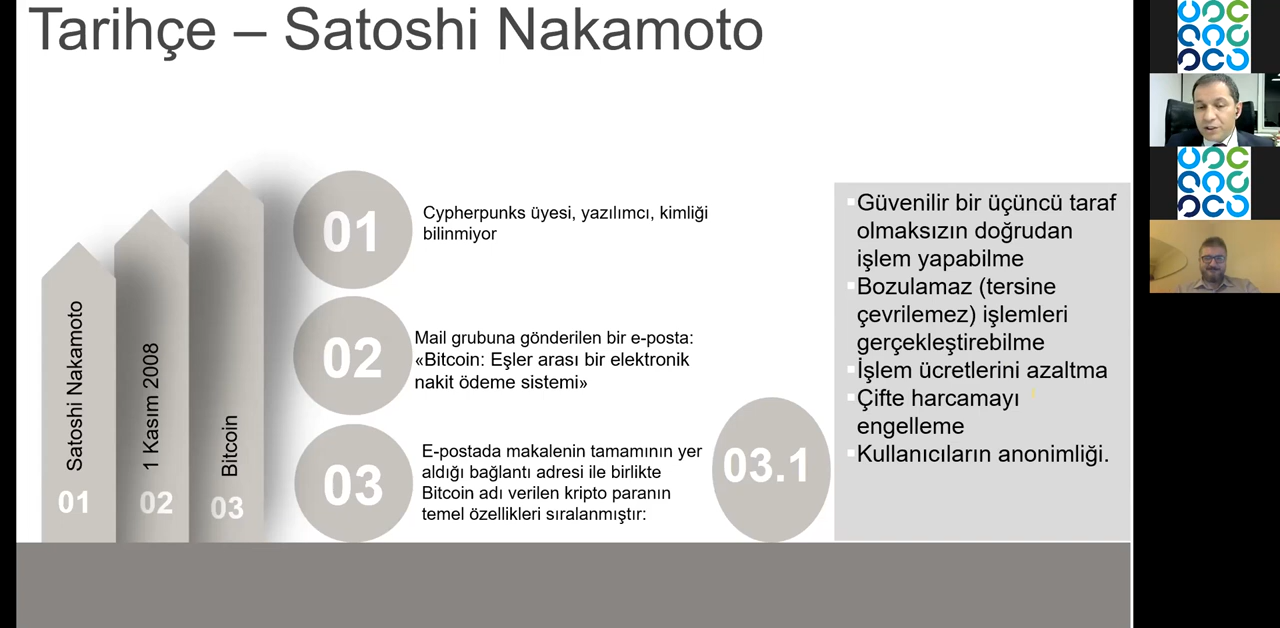 Tarihçe – Satoshi Nakamoto
Satoshi Nakamoto
01
1 Kasım 2008
02
Bitcoin
03
01
Cypherpunks üyesi, yazılımcı, kimliği
bilinmiyor
02
Mail grubuna gönderilen bir e-posta:
«Bitcoin: Eşler arası bir elektronik
nakit ödeme sistemi»
03
E-postada makalenin tamamının yer
aldığı bağlantı adresi ile birlikte
Bitcoin adı verilen kripto paranın
temel özellikleri sıralanmıştır:
03.1
Güvenilir bir üçüncü taraf
olmaksızın doğrudan
işlem yapabilme
Bozulamaz (tersine
çevrilemez) işlemleri
gerçekleştirebilme
İşlem ücretlerini azaltma
Çifte harcamayı
engelleme
Kullanıcıların anonimliği.